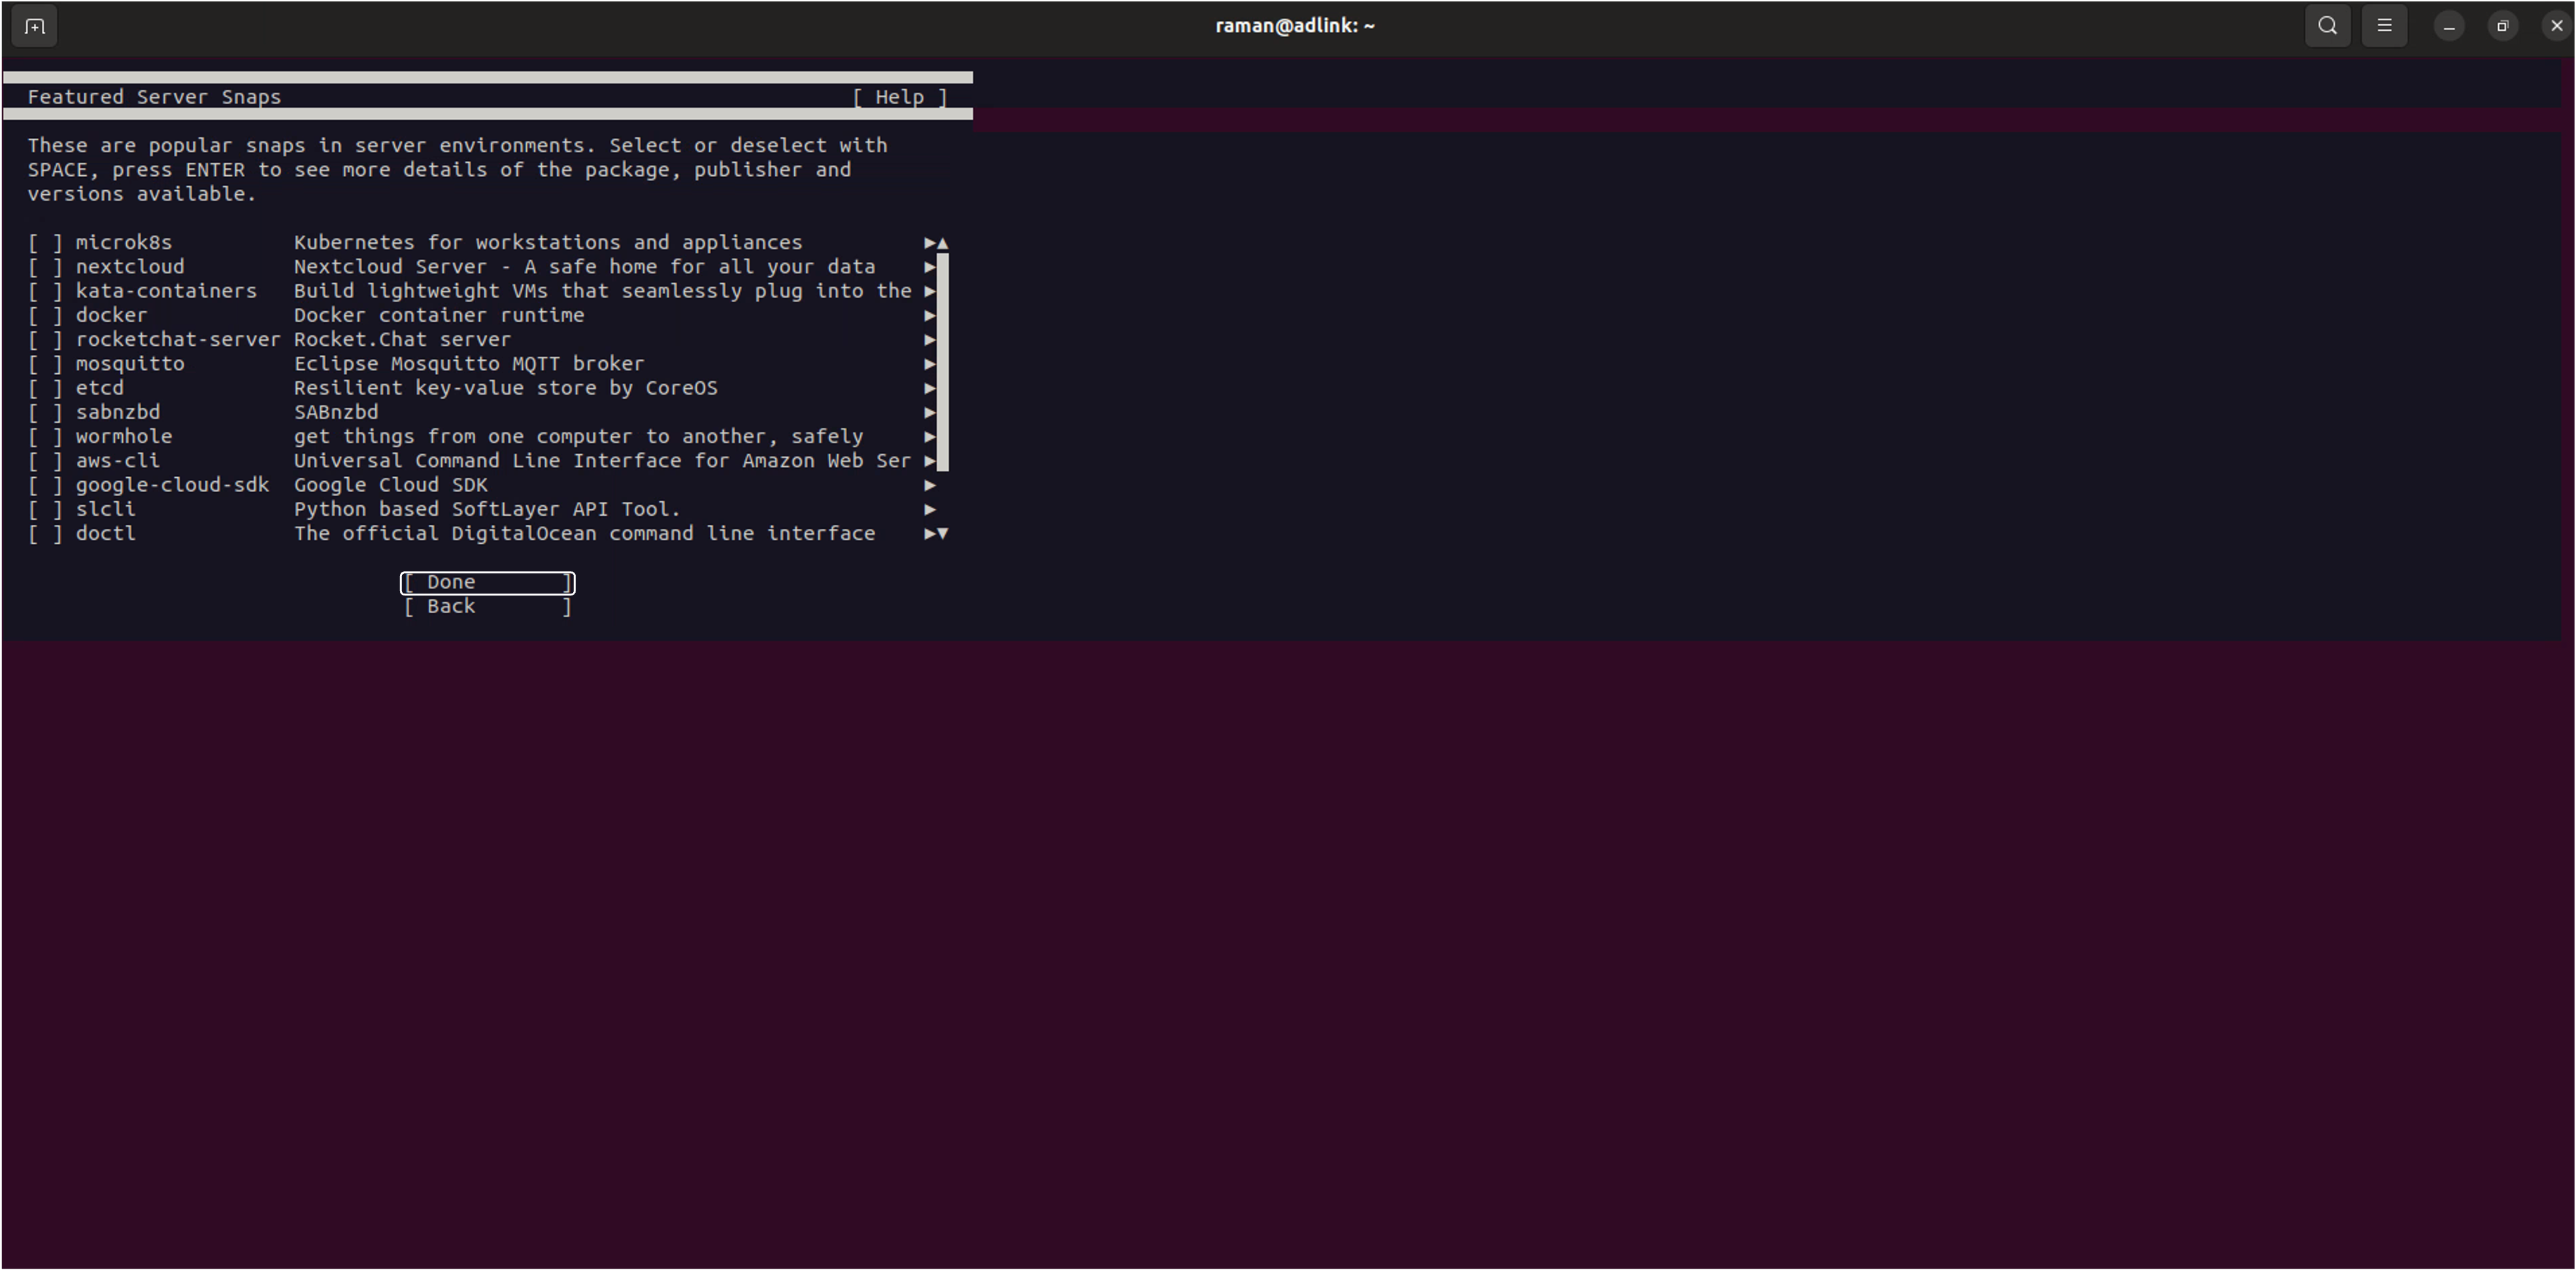 raman@adlink: ~
Featured Server Snaps [ Help ]
These are popular snaps in server environments. Select or deselect with
SPACE, press ENTER to see more details of the package, publisher and
versions available.
[ ] microk8s Kubernetes for workstations and appliances ▶▲
[ ] nextcloud Nextcloud Server - A safe home for all your data ▶
[ ] kata-containers Build lightweight VMs that seamlessly plug into the ▶
[ ] docker Docker container runtime ▶
[ ] rocketchat-server Rocket.Chat server ▶
[ ] mosquitto Eclipse Mosquitto MQTT broker ▶
[ ] etcd Resilient key-value store by CoreOS ▶
[ ] sabnzbd SABnzbd ▶
[ ] wormhole get things from one computer to another, safely ▶
[ ] aws-cli Universal Command Line Interface for Amazon Web Ser ▶
[ ] google-cloud-sdk Google Cloud SDK ▶
[ ] slcli Python based SoftLayer API Tool. ▶
[ ] doctl The official DigitalOcean command line interface ▶▼
[ Done ]
[ Back ]